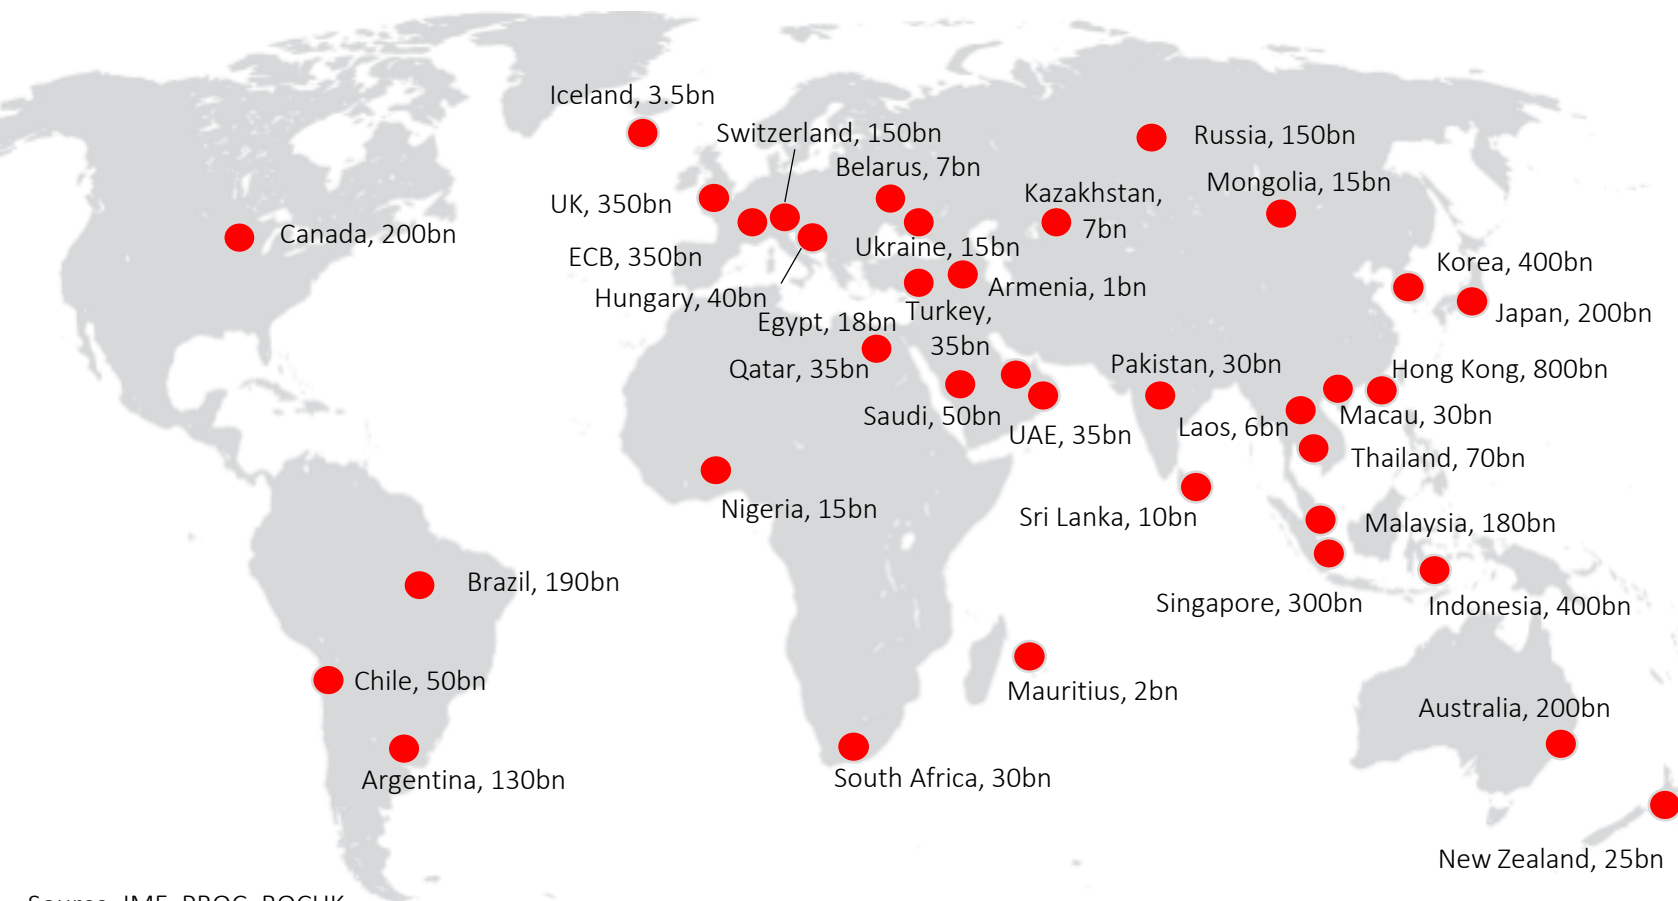 Iceland, 3.5bn
Switzerland, 150bn
Russia, 150bn
Belarus, 7bn
Mongolia, 15bn
Kazakhstan,
7bn
UK, 350bn
Canada, 200bn
Ukraine, 15bn
ECB, 350bn
Korea, 400bn
Armenia, 1bn
Hungary, 40bn
Japan, 200bn
Turkey,
35bn
Egypt, 18bn
Pakistan, 30bn
Qatar, 35bn
Hong Kong, 800bn
Saudi, 50bn
Macau, 30bn
Laos, 6bn
UAE, 35bn
Thailand, 70bn
Nigeria, 15bn
Sri Lanka, 10bn
Malaysia, 180bn
Brazil, 190bn
Singapore, 300bn
Indonesia, 400bn
Chile, 50bn
Mauritius, 2bn
Australia, 200bn
Argentina, 130bn
South Africa, 30bn
New Zealand, 25bn
Source: IMF, PBOC, BOCHK